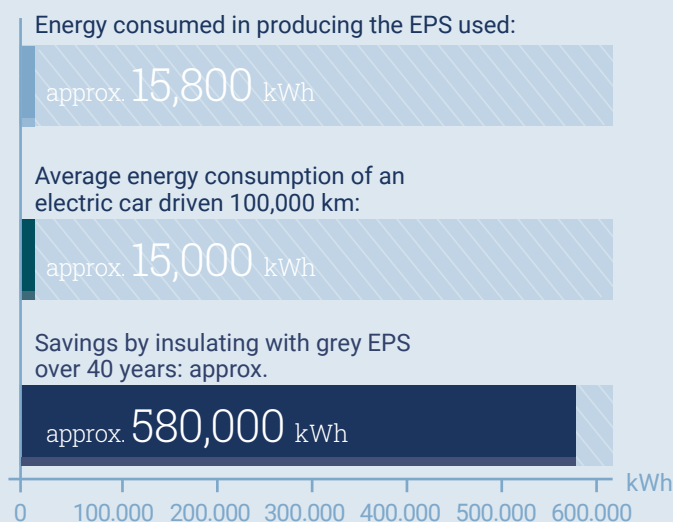 Energy consumed in producing the EPS used:
approx. 15,800 kWh
Average energy consumption of an
electric car driven 100,000 km:
approx. 15,000 kWh
Savings by insulating with grey EPS
over 40 years: approx.
approx. 580,000 kWh
kWh
0 100.000 200.000 300.000 400.000 500.000 600.000